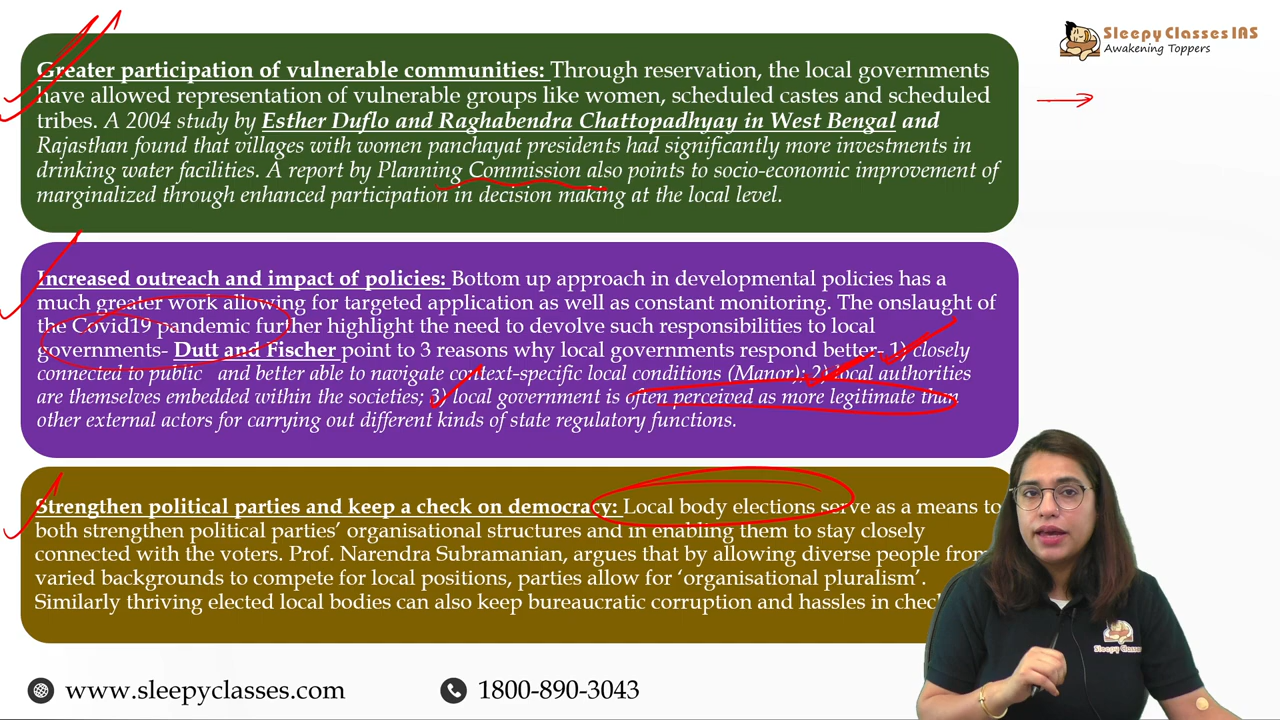 Sleepy Classes IAS
Awakening Toppers
Greater participation of vulnerable communities: Through reservation, the local governments
have allowed representation of vulnerable groups like women, scheduled castes and scheduled
tribes. A 2004 study by Esther Duflo and Raghabendra Chattopadhyay in West Bengal and
Rajasthan found that villages with women panchayat presidents had significantly more investments in
drinking water facilities. A report by Planning Commission also points to socio-economic improvement of
marginalized through enhanced participation in decision making at the local level.
Increased outreach and impact of policies: Bottom up approach in developmental policies has a
much greater work allowing for targeted application as well as constant monitoring. The onslaught of
the Covid19 pandemic further highlight the need to devolve such responsibilities to local
governments- Dutt and Fischer point to 3 reasons why local governments respond better- 1) closely
connected to public and better able to navigate context-specific local conditions (Manor); 2) local authorities
are themselves embedded within the societies; 3) local government is often perceived as more legitimate than
other external actors for carrying out different kinds of state regulatory functions.
Strengthen political parties and keep a check on democracy: Local body elections serve as a means to
both strengthen political parties’ organisational structures and in enabling them to stay closely
connected with the voters. Prof. Narendra Subramanian, argues that by allowing diverse people from
varied backgrounds to compete for local positions, parties allow for ‘organisational pluralism’.
Similarly thriving elected local bodies can also keep bureaucratic corruption and hassles in chec
Sleepy Classe
www.sleepyclasses.com
1800-890-3043